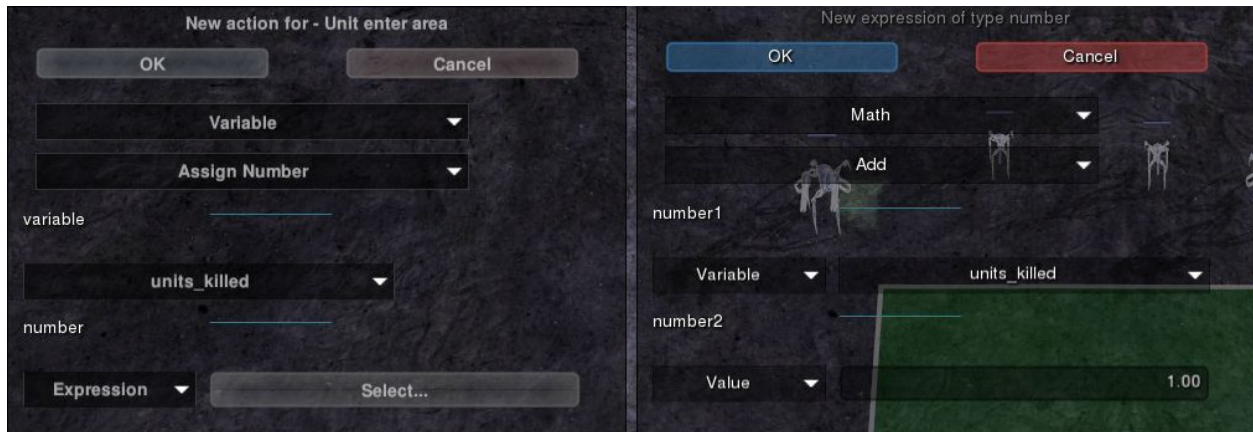 New action for - Unit enter area
OK Cancel
Variable
Assign Number
variable
units_killed
number
Expression Select...
New expression of type number
OK Cancel
Math
Add
number1
Variable units_killed
number2
Value 1.00